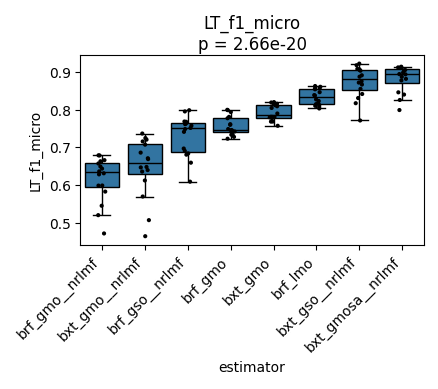 LT_f1_micro
p = 2.66e-20
LT_f1_micro
0.9
0.8
0.7
0.6
0.5
brf_gmo__nrlmf
bxt_gmo__nrlmf
brf_gso__nrlmf
brf_gmo
bxt_gmo
brf_lmo
bxt_gso__nrlmf
bxt_gmosa__nrlmf
estimator